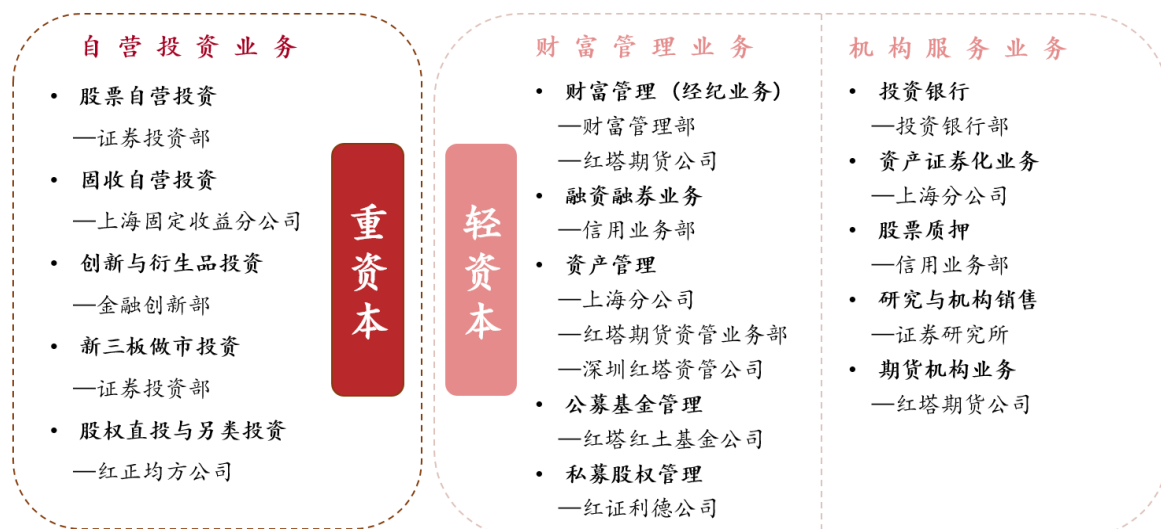 自营投资业务
• 股票自营投资
—证券投资部
• 固收自营投资
—上海固定收益分公司
• 创新与衍生品投资
—金融创新部
• 新三板做市投资
—证券投资部
• 股权直投与另类投资
—红正均方公司
重资本
轻资本
财富管理业务
• 财富管理（经纪业务）
—财富管理部
—红塔期货公司
• 融资融券业务
—信用业务部
• 资产管理
—上海分公司
—红塔期货资管业务部
—深圳红塔资管公司
• 公募基金管理
—红塔红土基金公司
• 私募股权管理
—红证利德公司
机构服务业务
• 投资银行
—投资银行部
• 资产证券化业务
—上海分公司
• 股票质押
—信用业务部
• 研究与机构销售
—证券研究所
• 期货机构业务
—红塔期货公司